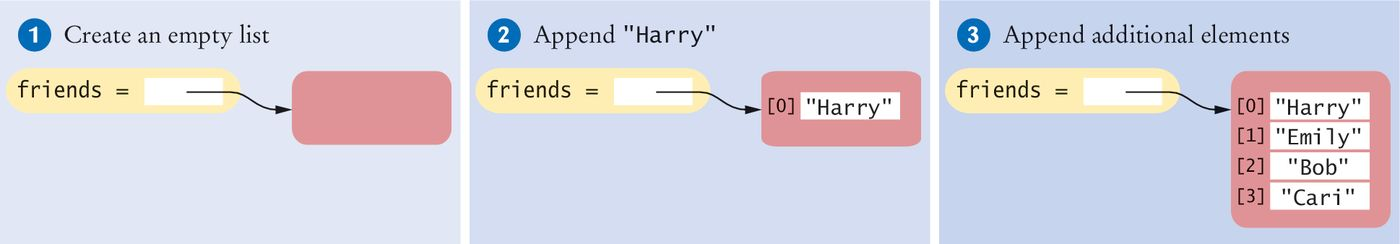 1 Create an empty list
friends =
2 Append "Harry"
friends =
[0] "Harry"
3 Append additional elements
friends =
[0] "Harry"
[1] "Emily"
[2] "Bob"
[3] "Cari"